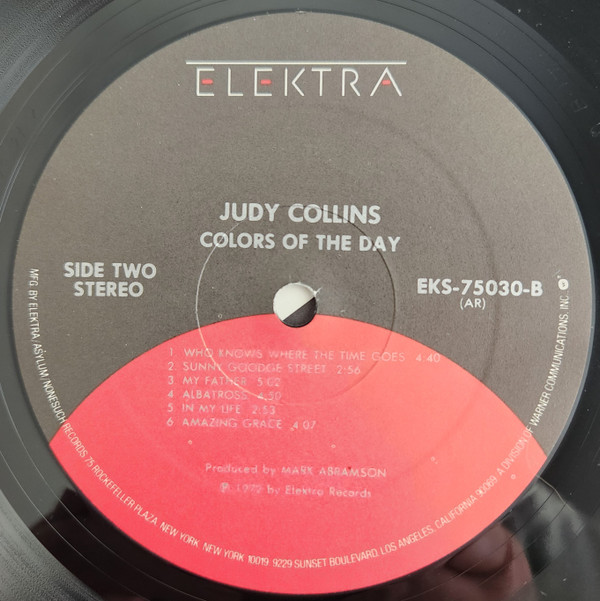 ELEKTRA
JUDY COLLINS
COLORS OF THE DAY
SIDE TWO
STEREO
EKS-75030-B
(AR)
1 WHO KNOWS WHERE THE TIME GOES 4:40
2 SUNNY GOODGE STREET 2:56
3 MY FATHER 5:02
4 ALBATROSS 4:50
5 IN MY LIFE 2:53
6 AMAZING GRACE 4:07
Produced by MARK ABRAMSON
℗ 1972 by Elektra Records
MFG. BY ELEKTRA/ASYLUM/NONESUCH RECORDS, 75 ROCKEFELLER PLAZA, NEW YORK, NEW YORK 10019 9229 SUNSET BOULEVARD, LOS ANGELES, CALIFORNIA 90069 A DIVISION OF WARNER COMMUNICATIONS, INC.